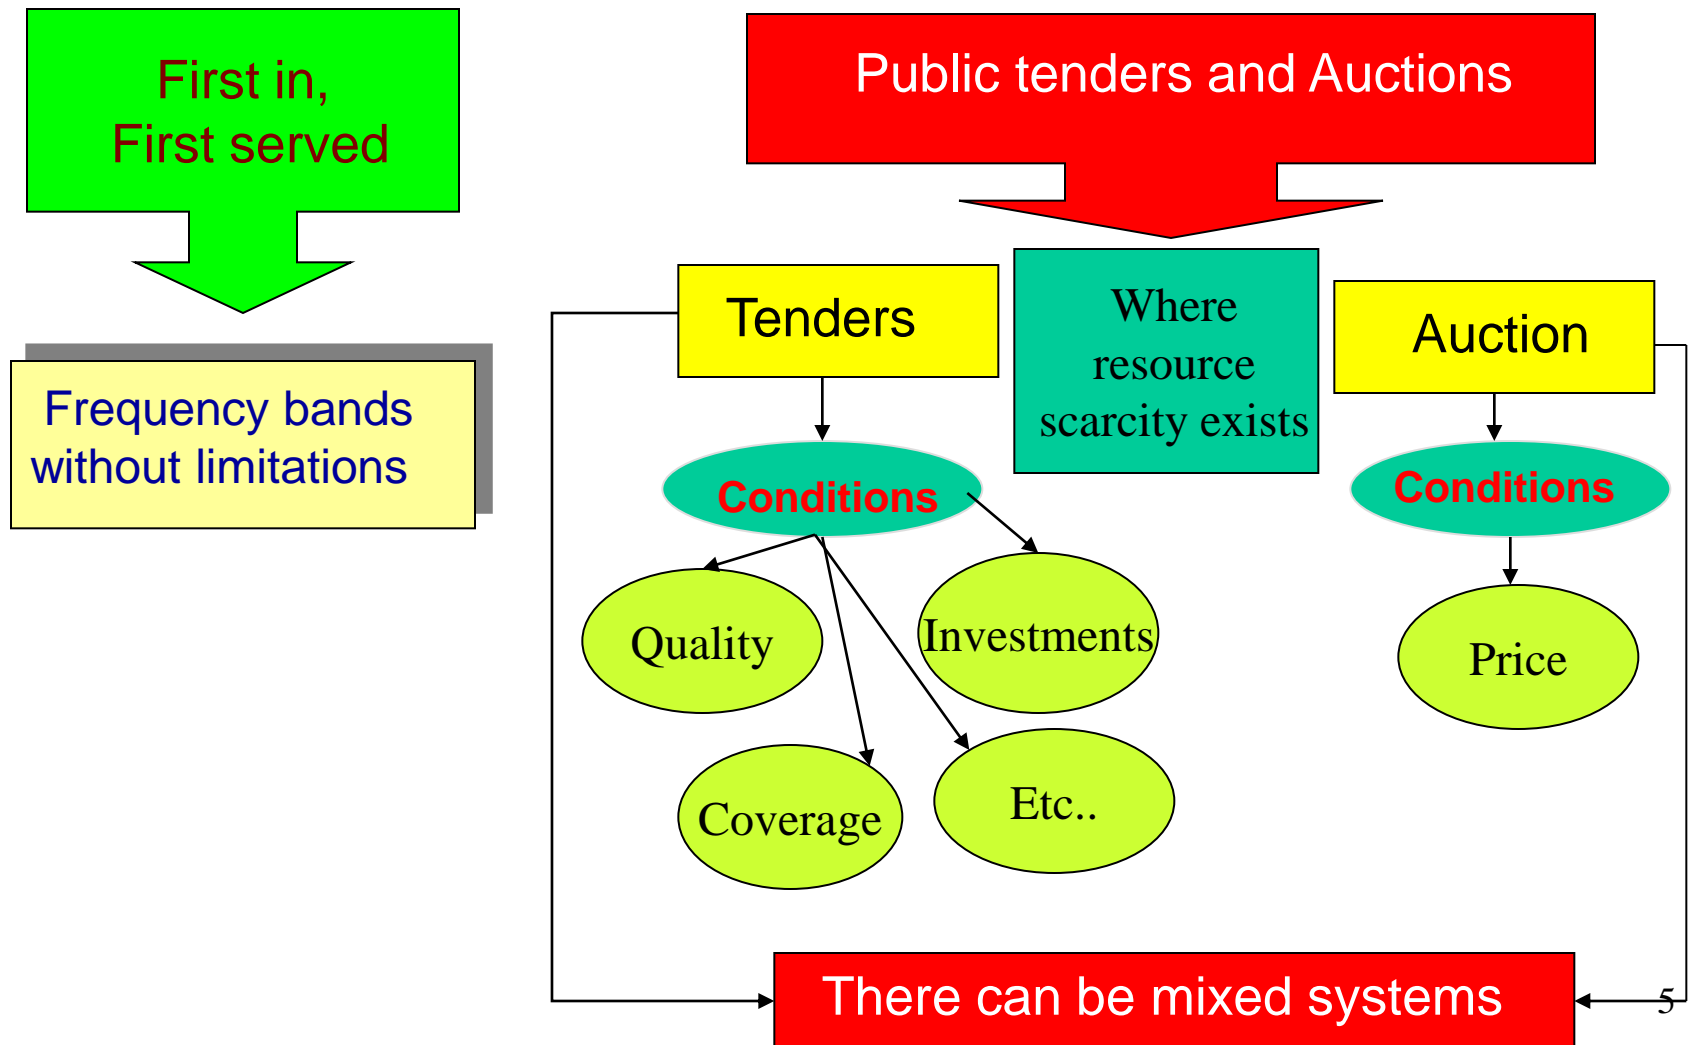 First in,
First served
Frequency bands
without limitations
Public tenders and Auctions
Tenders
Where
resource
scarcity exists
Auction
Conditions
Conditions
Quality
Investments
Price
Coverage
Etc..
There can be mixed systems
5